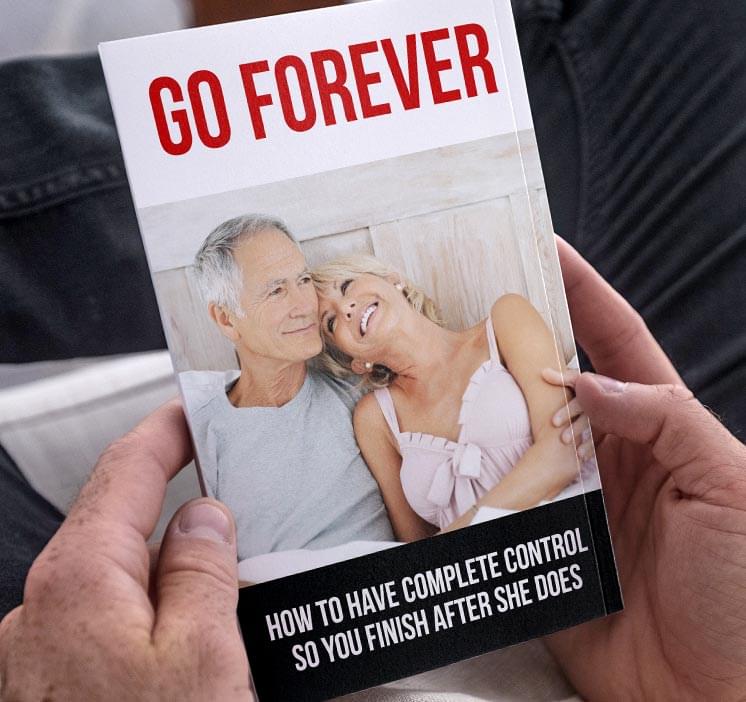 GO FOREVER
HOW TO HAVE COMPLETE CONTROL
SO YOU FINISH AFTER SHE DOES